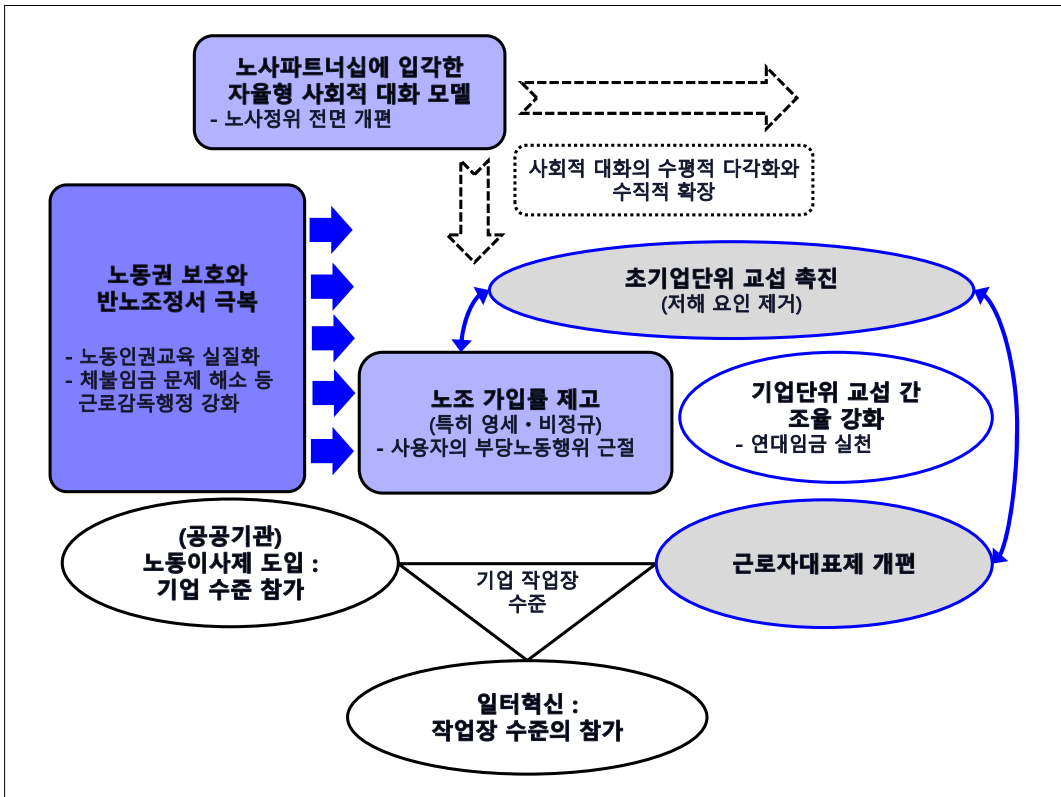 노사파트너십에 입각한
자율형 사회적 대화 모델
- 노사정위 전면 개편
사회적 대화의 수평적 다각화와
수직적 확장
노동권 보호와
반노조정서 극복
- 노동인권교육 실질화
- 체불임금 문제 해소 등
근로감독행정 강화
초기업단위 교섭 촉진
(저해 요인 제거)
노조 가입률 제고
(특히 영세·비정규)
- 사용자의 부당노동행위 근절
기업단위 교섭 간
조율 강화
- 연대임금 실천
(공공기관)
노동이사제 도입 :
기업 수준 참가
기업 작업장
수준
근로자대표제 개편
일터혁신 :
작업장 수준의 참가